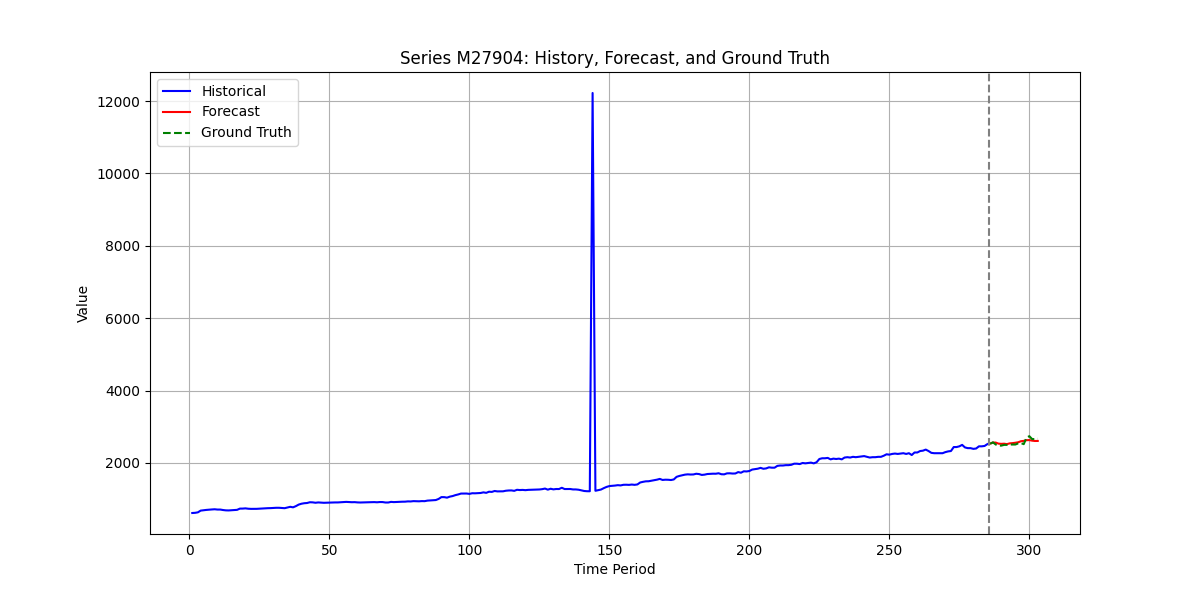 Series M27904: History, Forecast, and Ground Truth
Historical
Forecast
Ground Truth
12000
10000
8000
6000
4000
2000
Value
0 50 100 150 200 250 300
Time Period